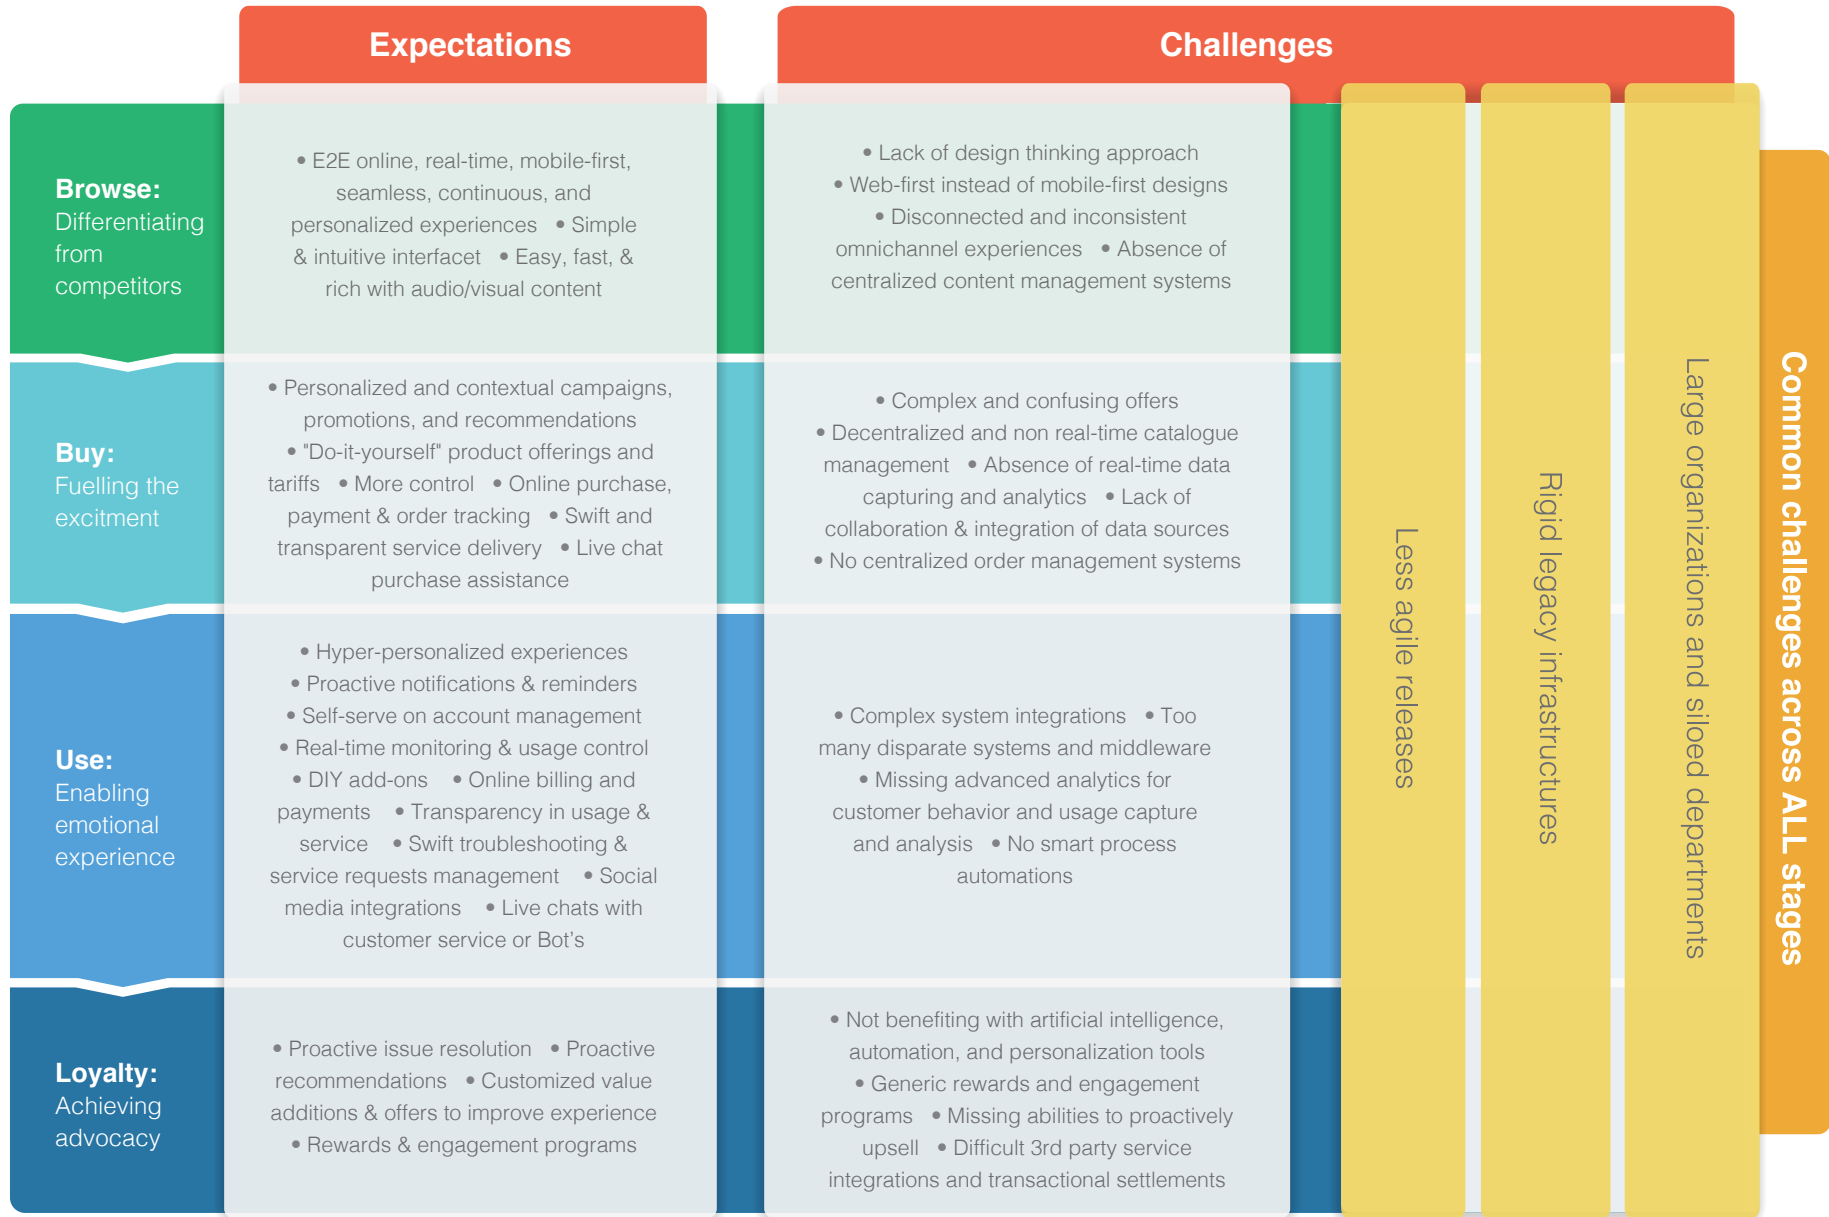 Expectations
Challenges
Browse:
Differentiating
from
competitors
• E2E online, real-time, mobile-first,
seamless, continuous, and
personalized experiences • Simple
& intuitive interfacet • Easy, fast, &
rich with audio/visual content
• Lack of design thinking approach
• Web-first instead of mobile-first designs
• Disconnected and inconsistent
omnichannel experiences • Absence of
centralized content management systems
Buy:
Fuelling the
excitment
• Personalized and contextual campaigns,
promotions, and recommendations
• "Do-it-yourself" product offerings and
tariffs • More control • Online purchase,
payment & order tracking • Swift and
transparent service delivery • Live chat
purchase assistance
• Complex and confusing offers
• Decentralized and non real-time catalogue
management • Absence of real-time data
capturing and analytics • Lack of
collaboration & integration of data sources
• No centralized order management systems
Use:
Enabling
emotional
experience
• Hyper-personalized experiences
• Proactive notifications & reminders
• Self-serve on account management
• Real-time monitoring & usage control
• DIY add-ons • Online billing and
payments • Transparency in usage &
service • Swift troubleshooting &
service requests management • Social
media integrations • Live chats with
customer service or Bot's
• Complex system integrations • Too
many disparate systems and middleware
• Missing advanced analytics for
customer behavior and usage capture
and analysis • No smart process
automations
Loyalty:
Achieving
advocacy
• Proactive issue resolution • Proactive
recommendations • Customized value
additions & offers to improve experience
• Rewards & engagement programs
• Not benefiting with artificial intelligence,
automation, and personalization tools
• Generic rewards and engagement
programs • Missing abilities to proactively
upsell • Difficult 3rd party service
integrations and transactional settlements
Less agile releases
Rigid legacy infrastructures
Large organizations and siloed departments
Common challenges across ALL stages